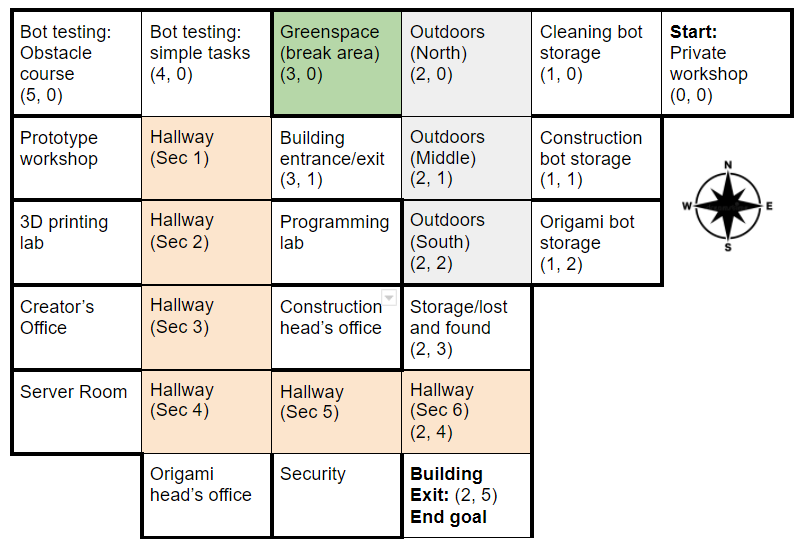 Bot testing:
Obstacle
course
(5, 0)
Bot testing:
simple tasks
(4, 0)
Greenspace
(break area)
(3, 0)
Outdoors
(North)
(2, 0)
Cleaning bot
storage
(1, 0)
Start:
Private
workshop
(0, 0)
Prototype
workshop
Hallway
(Sec 1)
Building
entrance/exit
(3, 1)
Outdoors
(Middle)
(2, 1)
Construction
bot storage
(1, 1)
N
W
E
S
3D printing
lab
Hallway
(Sec 2)
Programming
lab
Outdoors
(South)
(2, 2)
Origami bot
storage
(1, 2)
Creator’s
Office
Hallway
(Sec 3)
Construction
head’s office
Storage/lost
and found
(2, 3)
Server Room
Hallway
(Sec 4)
Hallway
(Sec 5)
Hallway
(Sec 6)
(2, 4)
Origami
head’s office
Security
Building
Exit: (2, 5)
End goal